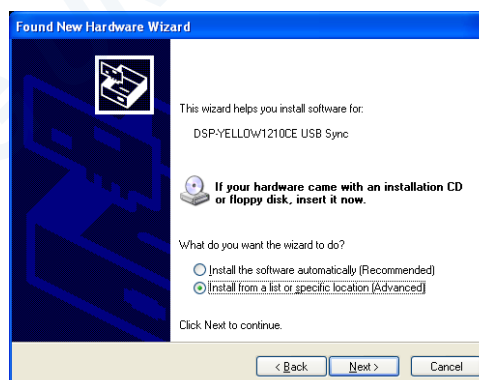 Found New Hardware Wizard
This wizard helps you install software for:
DSP-YELLOW1210CE USB Sync
If your hardware came with an installation CD
or floppy disk, insert it now.
What do you want the wizard to do?
Install the software automatically (Recommended)
Install from a list or specific location (Advanced)
Click Next to continue.
< Back Next > Cancel